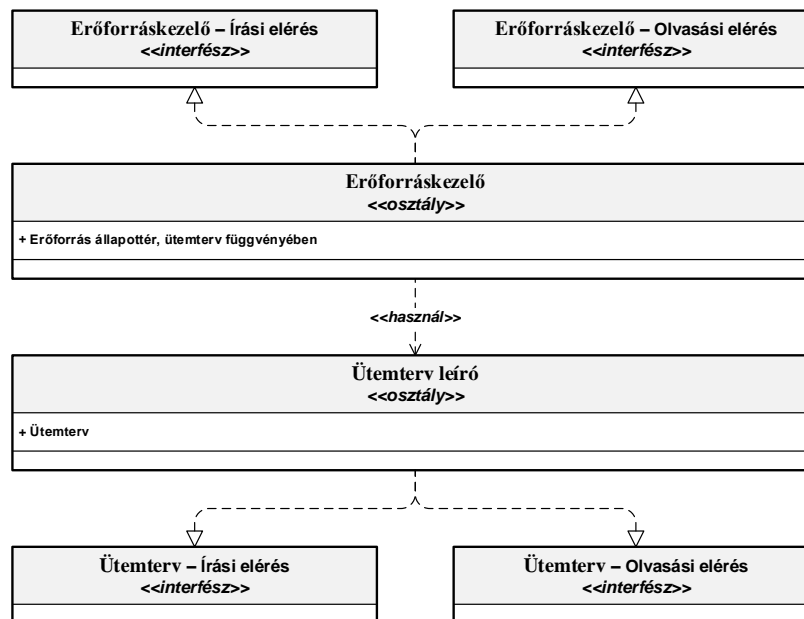 Erőforráskezelő – Írási elérés
<<interfész>>
Erőforráskezelő – Olvasási elérés
<<interfész>>
Erőforráskezelő
<<osztály>>
+ Erőforrás állapottér, ütemterv függvényében
<<használ>>
Ütemterv leíró
<<osztály>>
+ Ütemterv
Ütemterv – Írási elérés
<<interfész>>
Ütemterv – Olvasási elérés
<<interfész>>